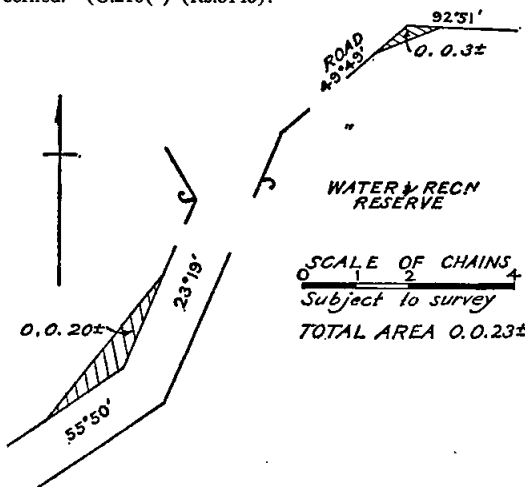 92°51'
ROAD
49°49'
0.0.3±
"
WATER & RECN
RESERVE
23°19'
SCALE OF CHAINS
0 1 2 4
Subject to survey
0.0.20±
TOTAL AREA 0.0.23±
55°50'